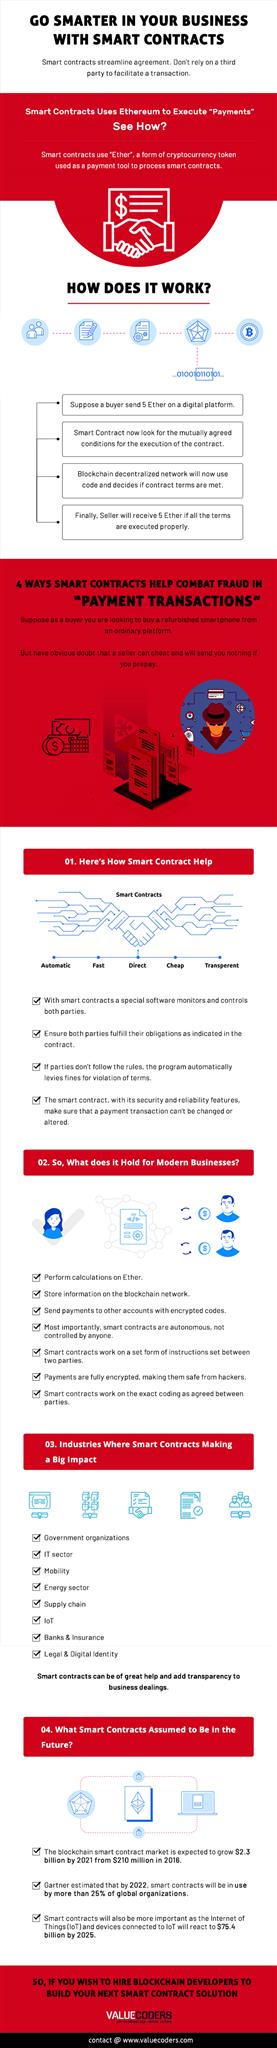 GO SMARTER IN YOUR BUSINESS
WITH SMART CONTRACTS
Smart contracts streamline agreement. Don't rely on a third
party to facilitate a transaction.
Smart Contracts Uses Ethereum to Execute "Payments"
See How?
Smart contracts use "Ether", a form of cryptocurrency token
used as a payment tool to process smart contracts.
HOW DOES IT WORK?
...010010110101...
Suppose a buyer send 5 Ether on a digital platform.
Smart Contract now look for the mutually agreed
conditions for the execution of the contract.
Blockchain decentralized network will now use
code and decides if contract terms are met.
Finally, Seller will receive 5 Ether if all the terms
are executed properly.
4 WAYS SMART CONTRACTS HELP COMBAT FRAUD IN
"PAYMENT TRANSACTIONS"
Suppose as a buyer you are looking to buy a refurbished smartphone from
an ordinary platform.
But have obvious doubt that a seller can cheat and will send you nothing if
you prepay.
01. Here's How Smart Contract Help
Smart Contracts
Automatic Fast Direct Cheap Transperent
With smart contracts a special software monitors and controls
both parties.
Ensure both parties fulfill their obligations as indicated in the
contract.
If parties don't follow the rules, the program automatically
levies fines for violation of terms.
The smart contract, with its security and reliability features,
make sure that a payment transaction can't be changed or
altered.
02. So, What does it Hold for Modern Businesses?
Perform calculations on Ether.
Store information on the blockchain network.
Send payments to other accounts with encrypted codes.
Most importantly, smart contracts are autonomous, not
controlled by anyone.
Smart contracts work on a set form of instructions set between
two parties.
Payments are fully encrypted, making them safe from hackers.
Smart contracts work on the exact coding as agreed between
parties.
03. Industries Where Smart Contracts Making
a Big Impact
Government organizations
IT sector
Mobility
Energy sector
Supply chain
IoT
Banks & Insurance
Legal & Digital Identity
Smart contracts can be of great help and add transparency to
business dealings.
04. What Smart Contracts Assumed to Be in the
Future?
The blockchain smart contract market is expected to grow $2.3
billion by 2021 from $210 million in 2016.
Gartner estimated that by 2022, smart contracts will be in use
by more than 25% of global organizations.
Smart contracts will also be more important as the Internet of
Things (IoT) and devices connected to IoT will react to $75.4
billion by 2025.
SO, IF YOU WISH TO HIRE BLOCKCHAIN DEVELOPERS TO
BUILD YOUR NEXT SMART CONTRACT SOLUTION
VALUECODERS
contact @ www.valuecoders.com